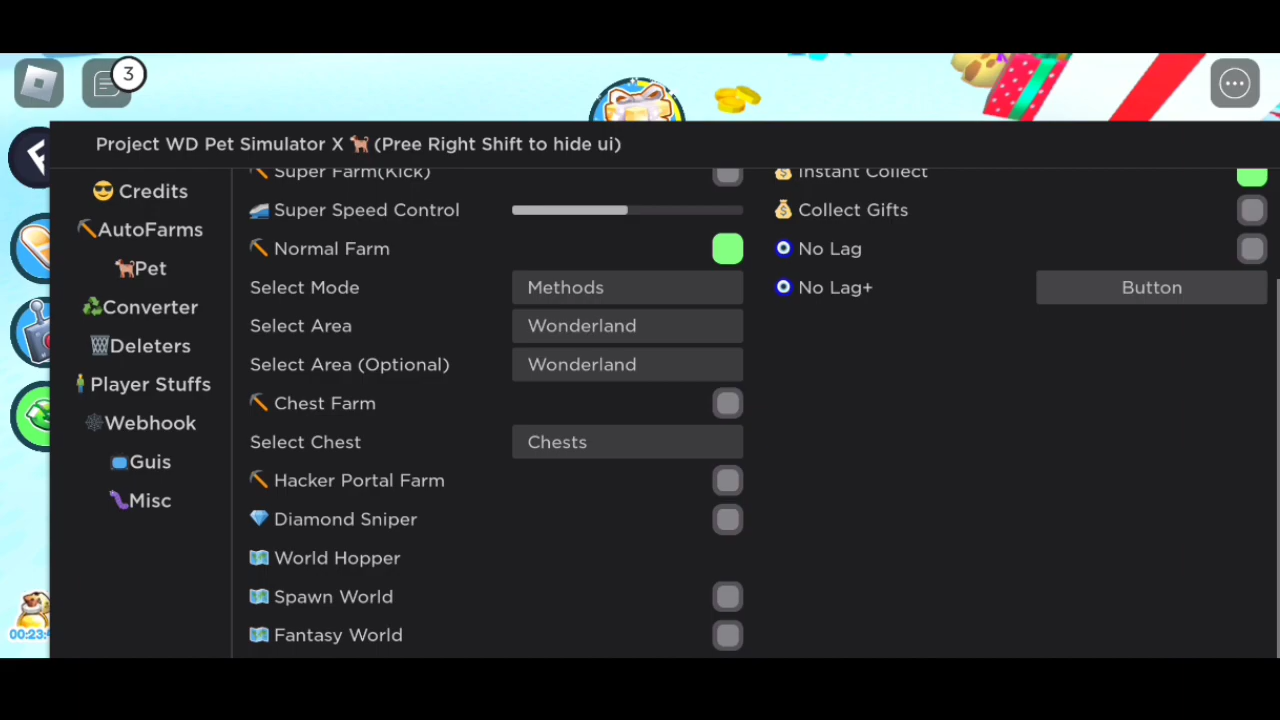 3
Project WD Pet Simulator X 🐕 (Pree Right Shift to hide ui)
😎 Credits
⛏AutoFarms
🐕Pet
♻Converter
🗑Deleters
🧍Player Stuffs
🕸Webhook
📺Guis
🐛Misc
⛏ Super Farm(Kick)
🚄 Super Speed Control
⛏ Normal Farm
Select Mode Methods
Select Area Wonderland
Select Area (Optional) Wonderland
⛏ Chest Farm
Select Chest Chests
⛏ Hacker Portal Farm
💎 Diamond Sniper
🗺 World Hopper
🗺 Spawn World
🗺 Fantasy World
💰 Instant Collect
💰 Collect Gifts
🧿 No Lag
🧿 No Lag+ Button